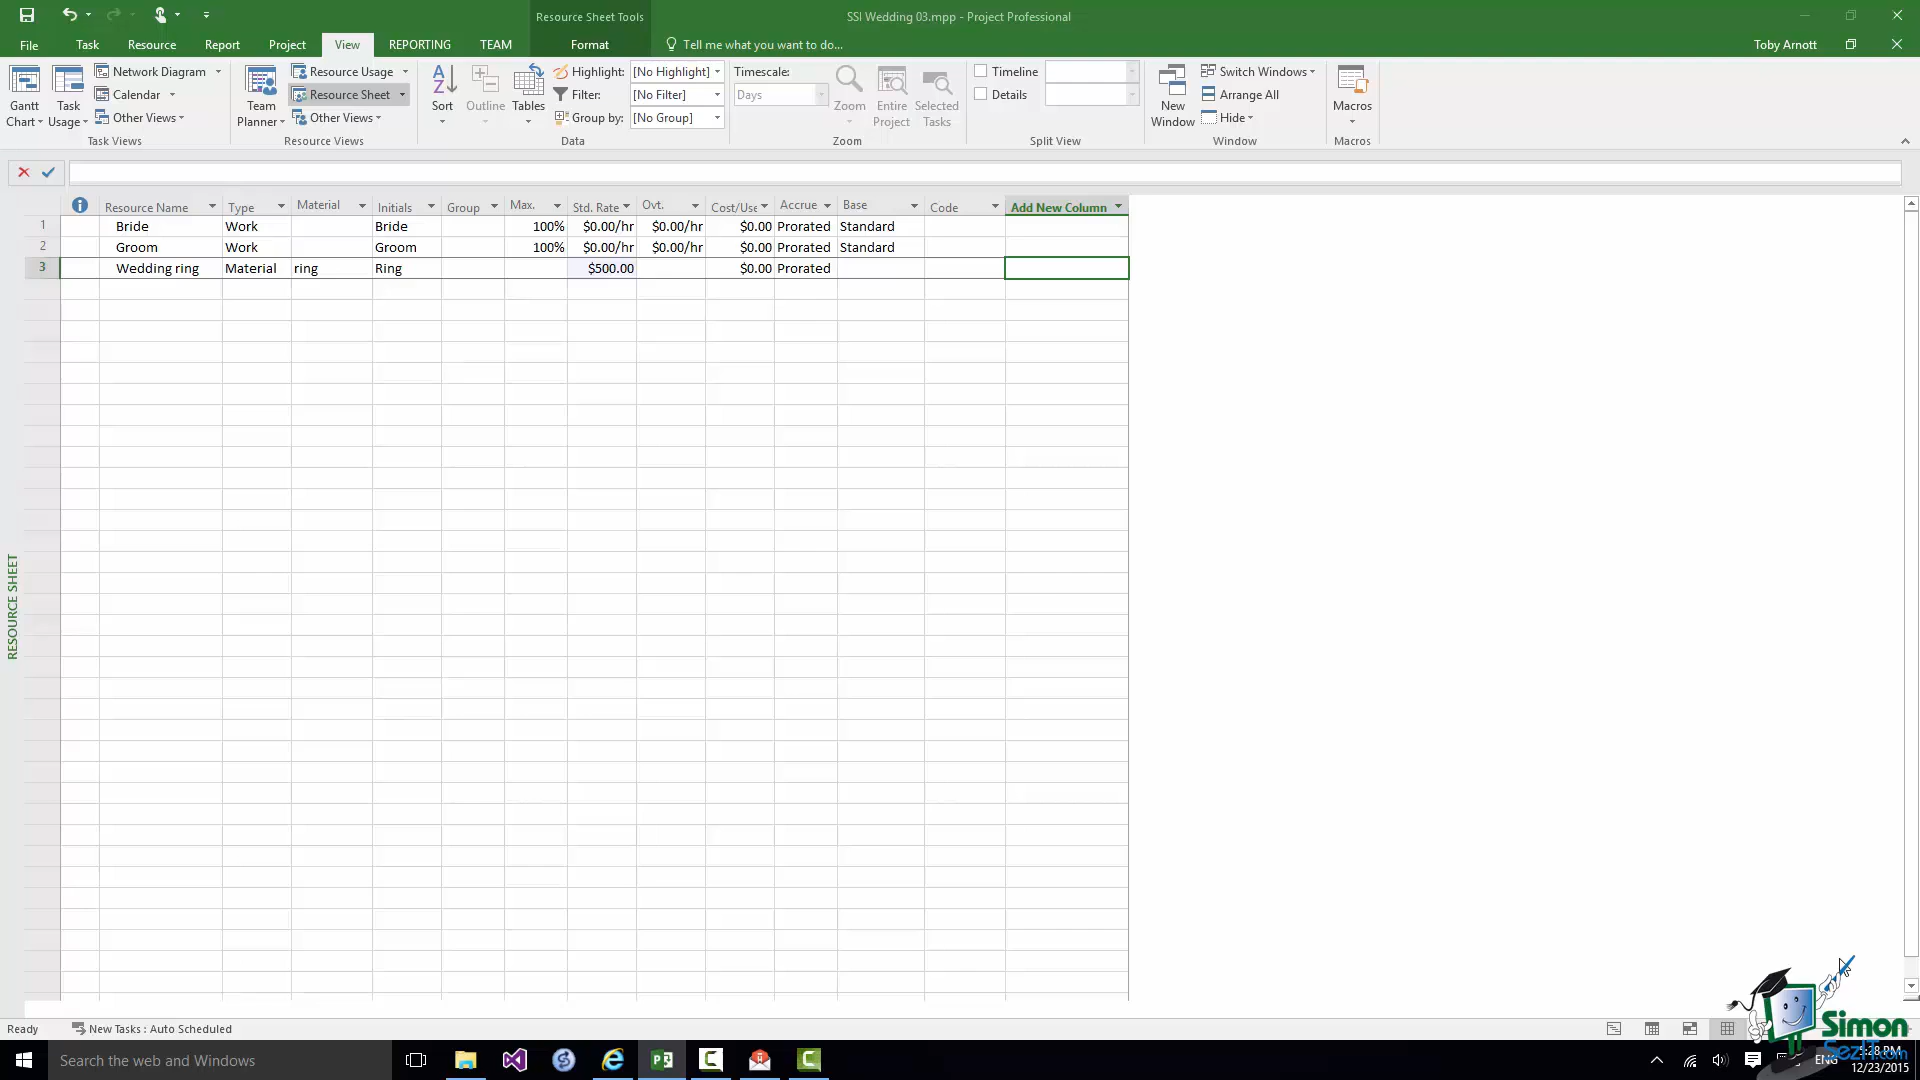 Resource Sheet Tools
SSI Wedding 03.mpp - Project Professional
File Task Resource Report Project View REPORTING TEAM Format Tell me what you want to do... Toby Arnott
Gantt Chart
Task Usage
Network Diagram
Calendar
Other Views
Task Views
Team Planner
Resource Usage
Resource Sheet
Other Views
Resource Views
Sort
Outline
Tables
Highlight: [No Highlight]
Filter: [No Filter]
Group by: [No Group]
Data
Timescale:
Days
Zoom
Entire Project
Selected Tasks
Zoom
Timeline
Details
Split View
New Window
Switch Windows
Arrange All
Hide
Window
Macros
Macros
Resource Name Type Material Initials Group Max. Std. Rate Ovt. Cost/Use Accrue Base Code Add New Column
1 Bride Work Bride 100% $0.00/hr $0.00/hr $0.00 Prorated Standard
2 Groom Work Groom 100% $0.00/hr $0.00/hr $0.00 Prorated Standard
3 Wedding ring Material ring Ring $500.00 $0.00 Prorated
RESOURCE SHEET
Ready New Tasks : Auto Scheduled
Simon
SezIT.com
Search the web and Windows
ENG
12/23/2015